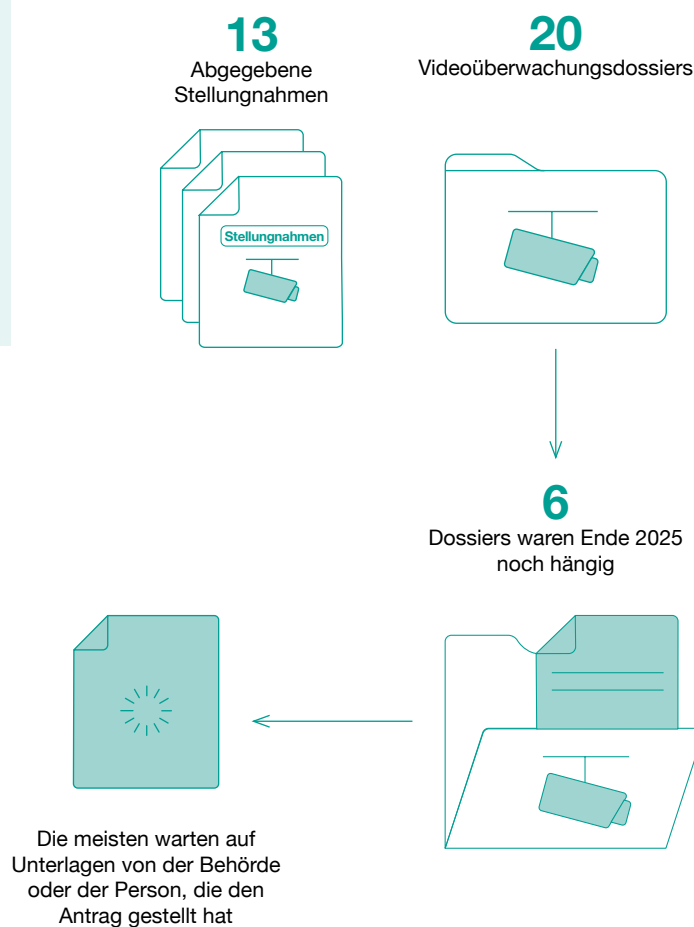 13
Abgegebene
Stellungnahmen
Stellungnahmen
20
Videoüberwachungsdossiers
6
Dossiers waren Ende 2025
noch hängig
Die meisten warten auf
Unterlagen von der Behörde
oder der Person, die den
Antrag gestellt hat